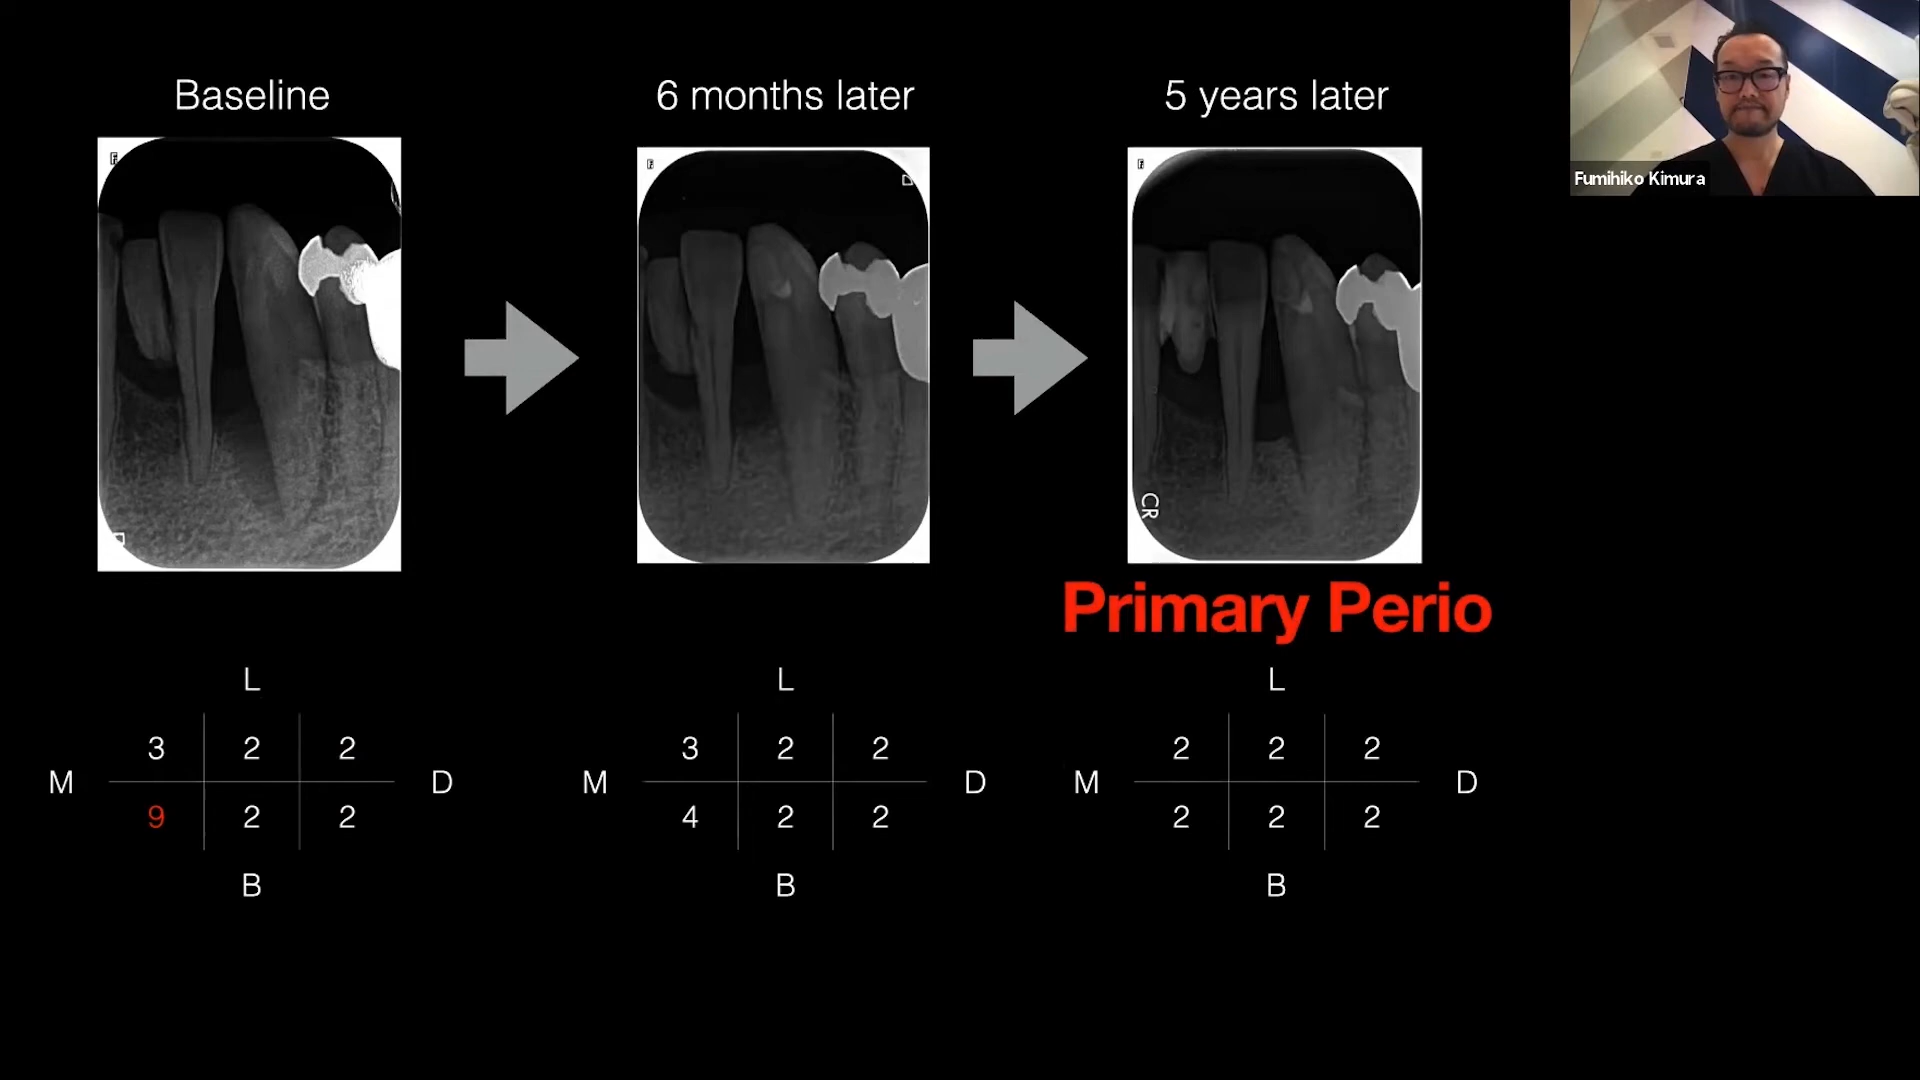 Baseline
6 months later
5 years later
Fumihiko Kimura
F
F
F
CR
Primary Perio
L
L
L
3 2 2
3 2 2
2 2 2
M D
M D
M D
9 2 2
4 2 2
2 2 2
B
B
B